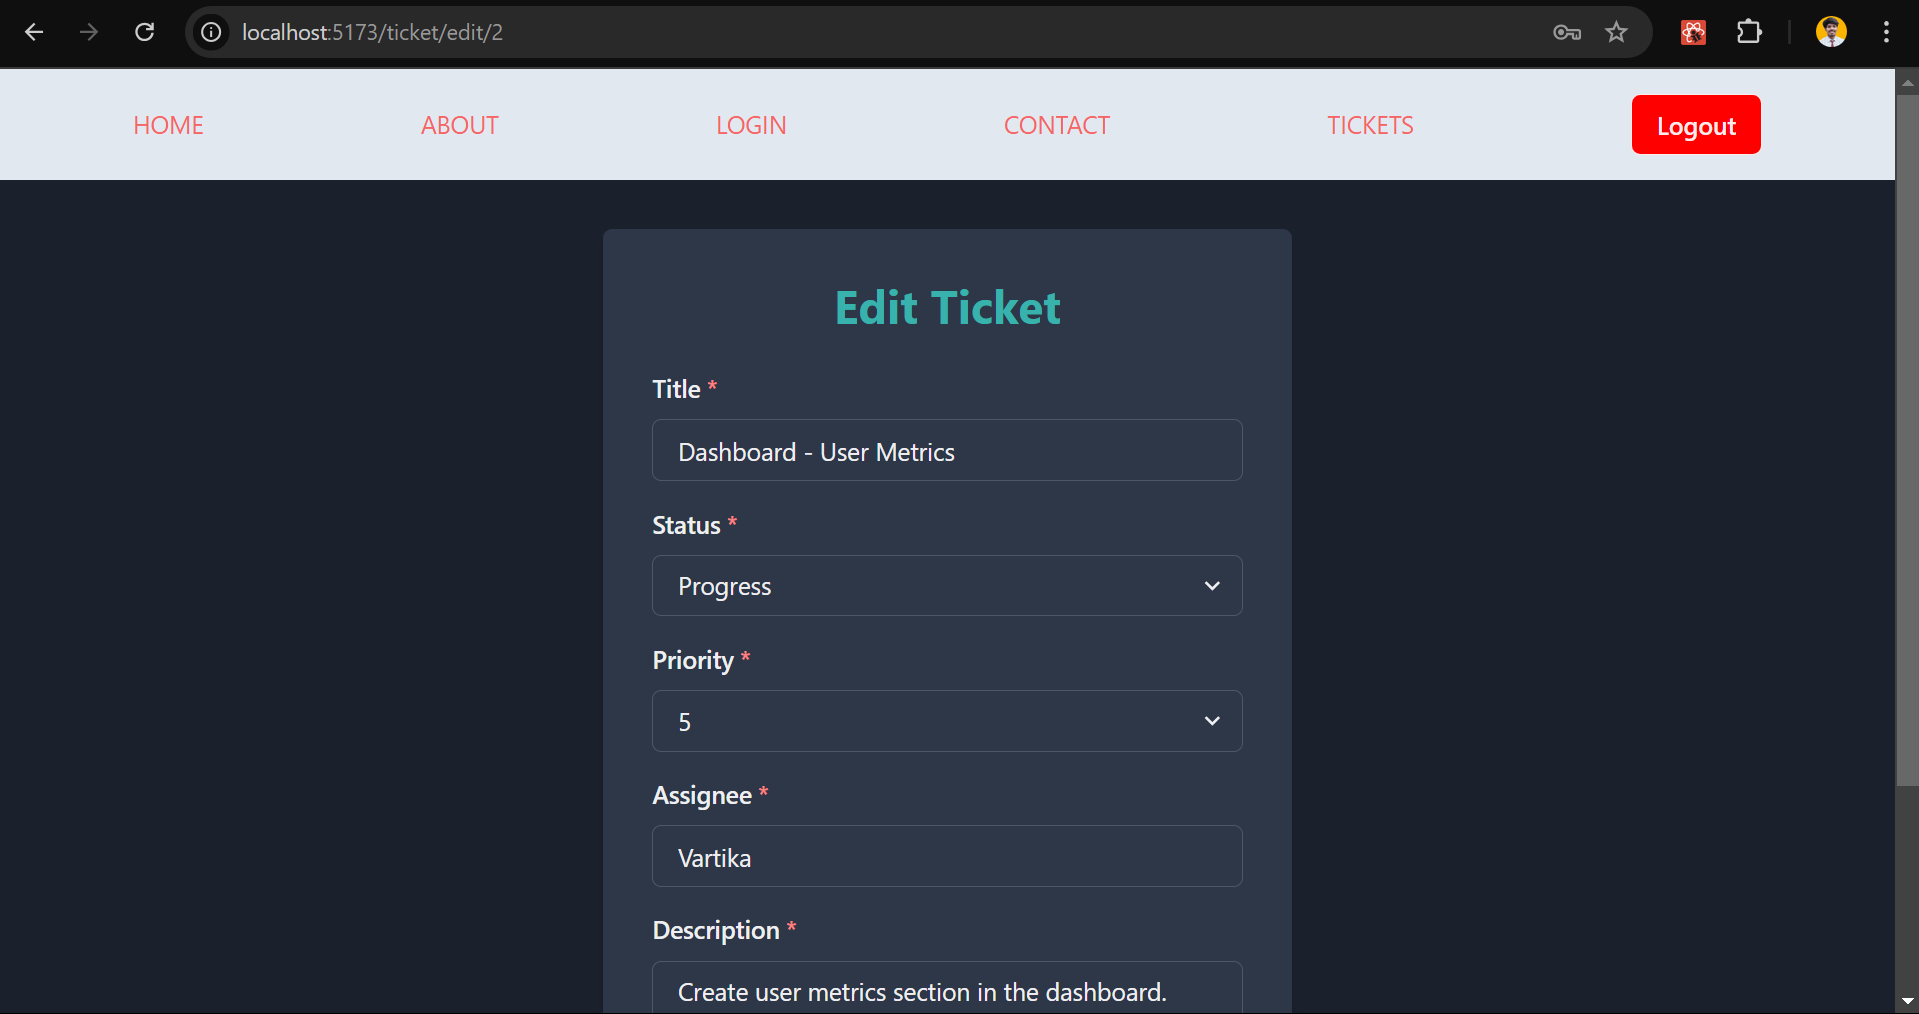 localhost:5173/ticket/edit/2
HOME ABOUT LOGIN CONTACT TICKETS Logout
Edit Ticket
Title *
Dashboard - User Metrics
Status *
Progress
Priority *
5
Assignee *
Vartika
Description *
Create user metrics section in the dashboard.